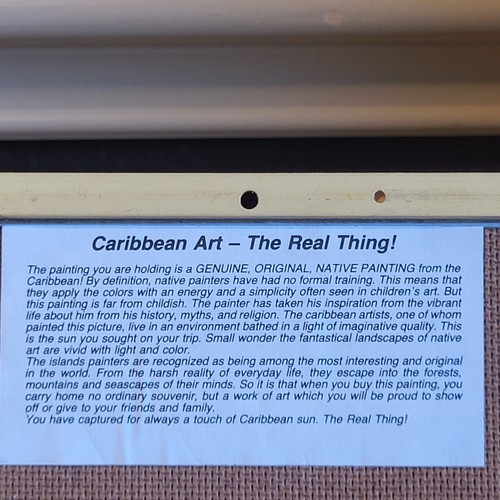 Caribbean Art – The Real Thing!
The painting you are holding is a GENUINE, ORIGINAL, NATIVE PAINTING from the
Caribbean! By definition, native painters have had no formal training. This means that
they apply the colors with an energy and a simplicity often seen in children's art. But
this painting is far from childish. The painter has taken his inspiration from the vibrant
life about him from his history, myths, and religion. The caribbean artists, one of whom
painted this picture, live in an environment bathed in a light of imaginative quality. This
is the sun you sought on your trip. Small wonder the fantastical landscapes of native
art are vivid with light and color.
The islands painters are recognized as being among the most interesting and original
in the world. From the harsh reality of everyday life, they escape into the forests,
mountains and seascapes of their minds. So it is that when you buy this painting, you
carry home no ordinary souvenir, but a work of art which you will be proud to show
off or give to your friends and family.
You have captured for always a touch of Caribbean sun. The Real Thing!